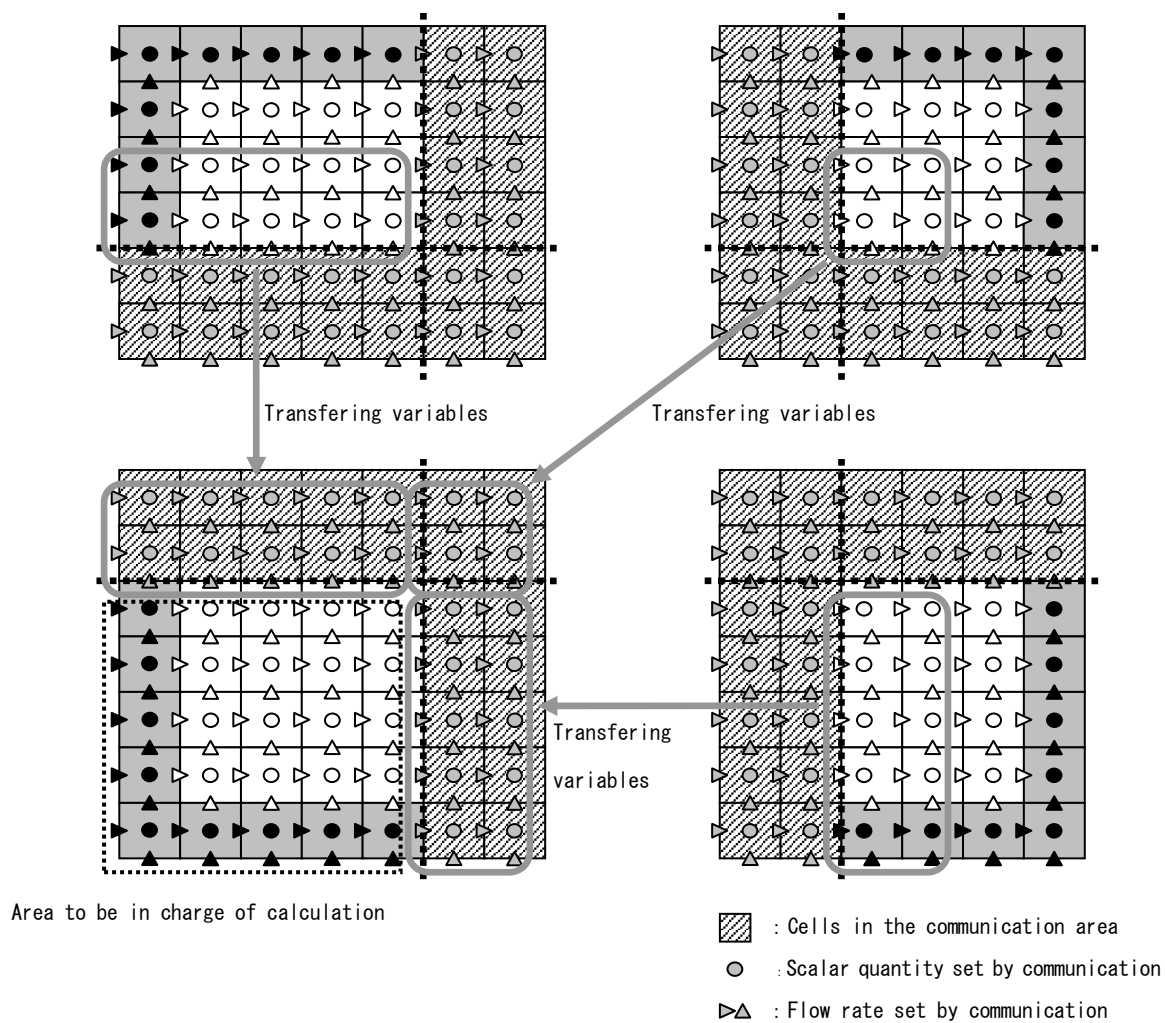 Transfering variables
Transfering variables
Transfering
variables
Area to be in charge of calculation
: Cells in the communication area
: Scalar quantity set by communication
: Flow rate set by communication